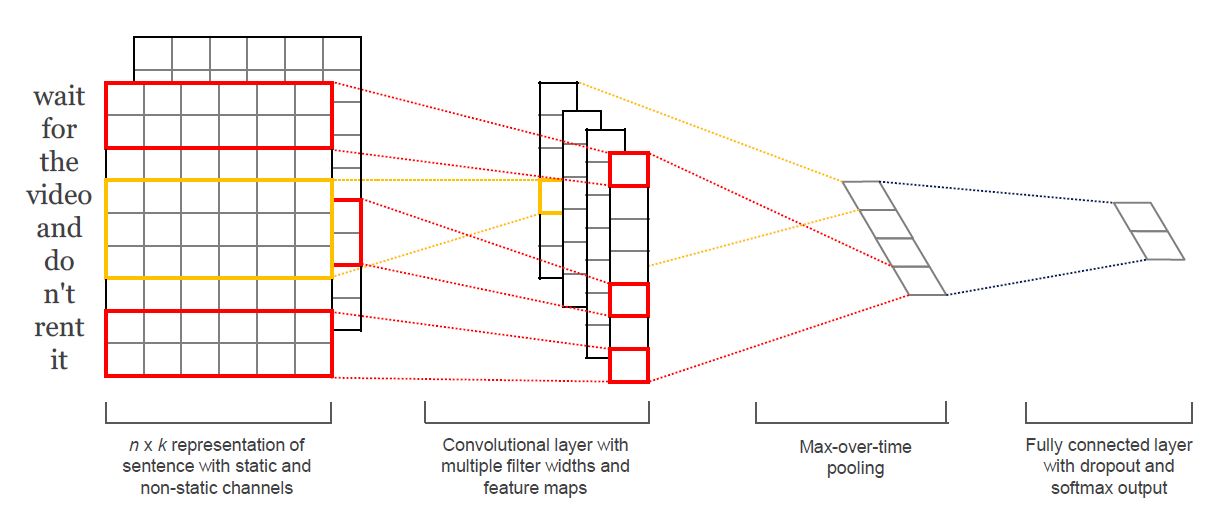 wait
for
the
video
and
do
n't
rent
it
n x k representation of
sentence with static and
non-static channels
Convolutional layer with
multiple filter widths and
feature maps
Max-over-time
pooling
Fully connected layer
with dropout and
softmax output